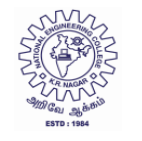 NATIONAL ENGINEERING COLLEGE
K.R. NAGAR
அறிவே ஆக்கம்
ESTD : 1984